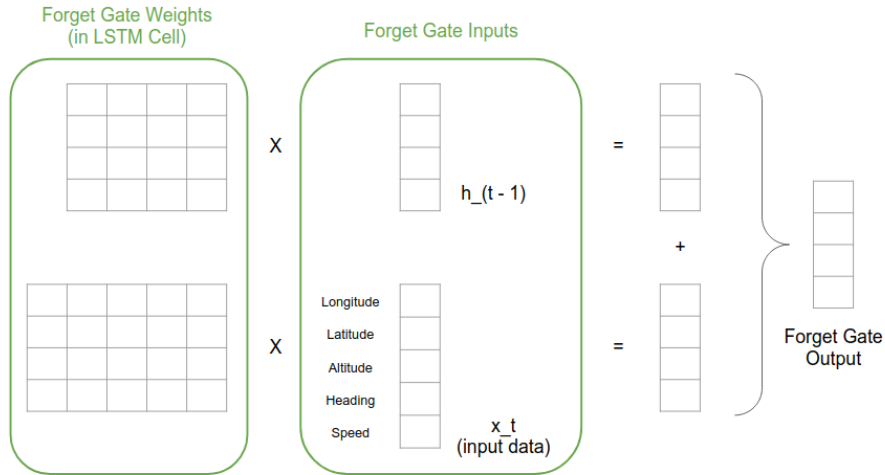 Forget Gate Weights
(in LSTM Cell)
Forget Gate Inputs
X
=
h_(t - 1)
+
Longitude
Latitude
Altitude
Heading
Speed
X
=
x_t
(input data)
Forget Gate
Output